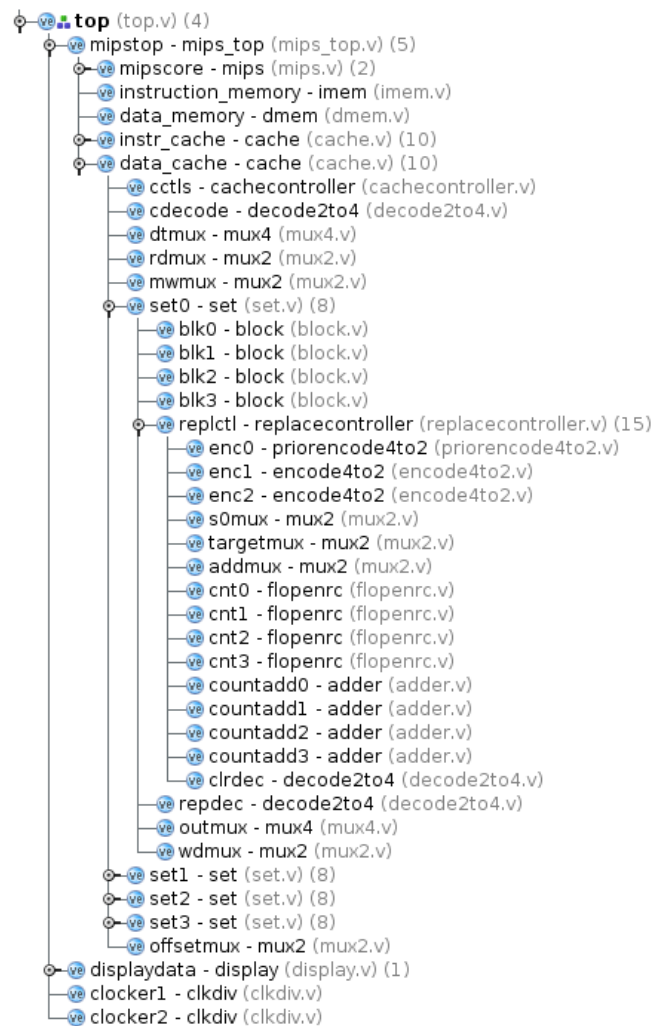 top (top.v) (4)
mipstop - mips_top (mips_top.v) (5)
mipscore - mips (mips.v) (2)
instruction_memory - imem (imem.v)
data_memory - dmem (dmem.v)
instr_cache - cache (cache.v) (10)
data_cache - cache (cache.v) (10)
cctls - cachecontroller (cachecontroller.v)
cdecode - decode2to4 (decode2to4.v)
dtmux - mux4 (mux4.v)
rdmux - mux2 (mux2.v)
mwmux - mux2 (mux2.v)
set0 - set (set.v) (8)
blk0 - block (block.v)
blk1 - block (block.v)
blk2 - block (block.v)
blk3 - block (block.v)
replctl - replacecontroller (replacecontroller.v) (15)
enc0 - priorencode4to2 (priorencode4to2.v)
enc1 - encode4to2 (encode4to2.v)
enc2 - encode4to2 (encode4to2.v)
s0mux - mux2 (mux2.v)
targetmux - mux2 (mux2.v)
addmux - mux2 (mux2.v)
cnt0 - flopenrc (flopenrc.v)
cnt1 - flopenrc (flopenrc.v)
cnt2 - flopenrc (flopenrc.v)
cnt3 - flopenrc (flopenrc.v)
countadd0 - adder (adder.v)
countadd1 - adder (adder.v)
countadd2 - adder (adder.v)
countadd3 - adder (adder.v)
clrdec - decode2to4 (decode2to4.v)
repdec - decode2to4 (decode2to4.v)
outmux - mux4 (mux4.v)
wdmux - mux2 (mux2.v)
set1 - set (set.v) (8)
set2 - set (set.v) (8)
set3 - set (set.v) (8)
offsetmux - mux2 (mux2.v)
displaydata - display (display.v) (1)
clocker1 - clkdiv (clkdiv.v)
clocker2 - clkdiv (clkdiv.v)